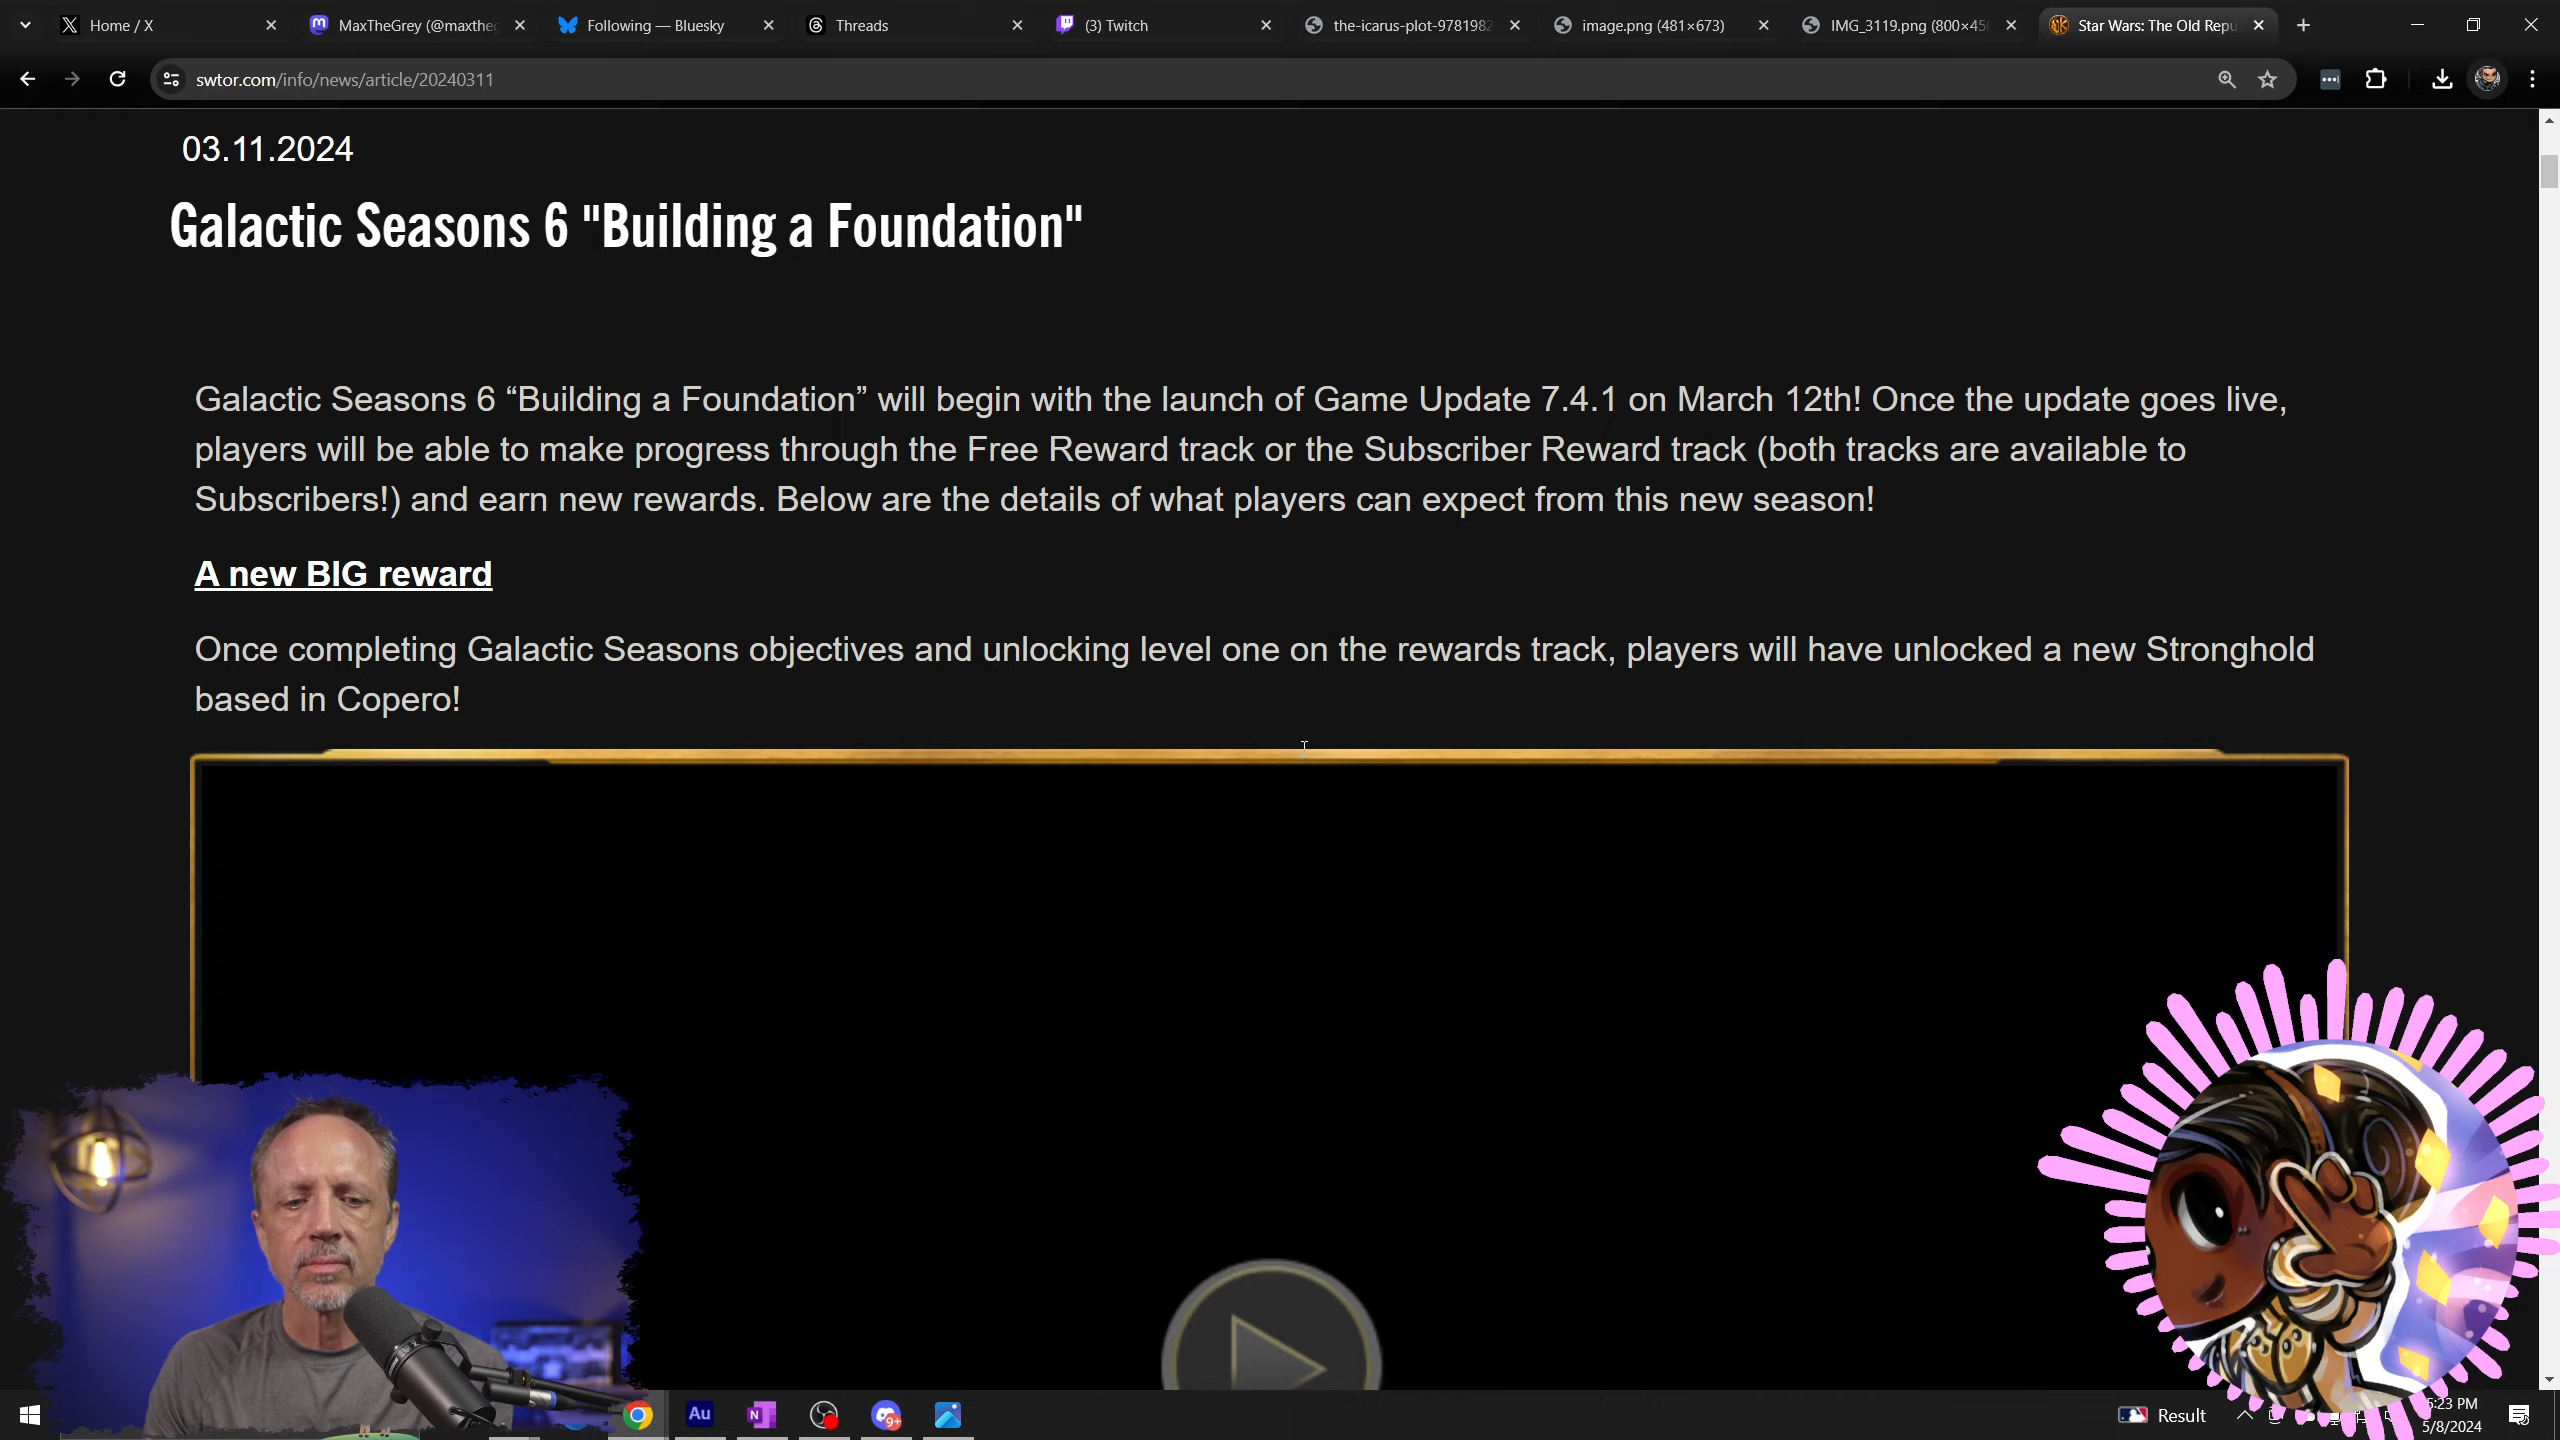 Home / X
MaxTheGrey (@maxtheg
Following — Bluesky
Threads
(3) Twitch
the-icarus-plot-9781982
image.png (481×673)
IMG_3119.png (800×45
Star Wars: The Old Repu
swtor.com/info/news/article/20240311
03.11.2024
Galactic Seasons 6 "Building a Foundation"
Galactic Seasons 6 “Building a Foundation” will begin with the launch of Game Update 7.4.1 on March 12th! Once the update goes live,
players will be able to make progress through the Free Reward track or the Subscriber Reward track (both tracks are available to
Subscribers!) and earn new rewards. Below are the details of what players can expect from this new season!
A new BIG reward
Once completing Galactic Seasons objectives and unlocking level one on the rewards track, players will have unlocked a new Stronghold
based in Copero!
Au
N
9+
Result
:23 PM
5/8/2024